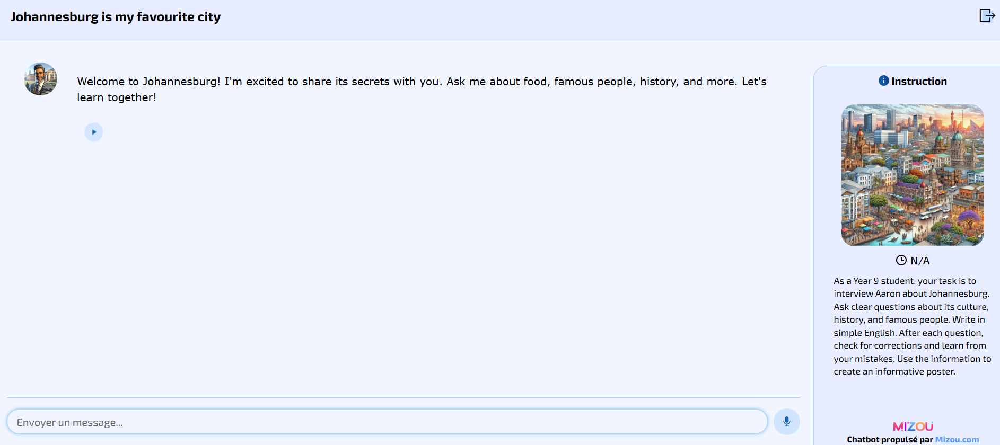 Johannesburg is my favourite city
Welcome to Johannesburg! I'm excited to share its secrets with you. Ask me about food, famous people, history, and more. Let's
learn together!
Instruction
N/A
As a Year 9 student, your task is to
interview Aaron about Johannesburg.
Ask clear questions about its culture,
history, and famous people. Write in
simple English. After each question,
check for corrections and learn from
your mistakes. Use the information to
create an informative poster.
Envoyer un message...
MIZOU
Chatbot propulsé par Mizou.com